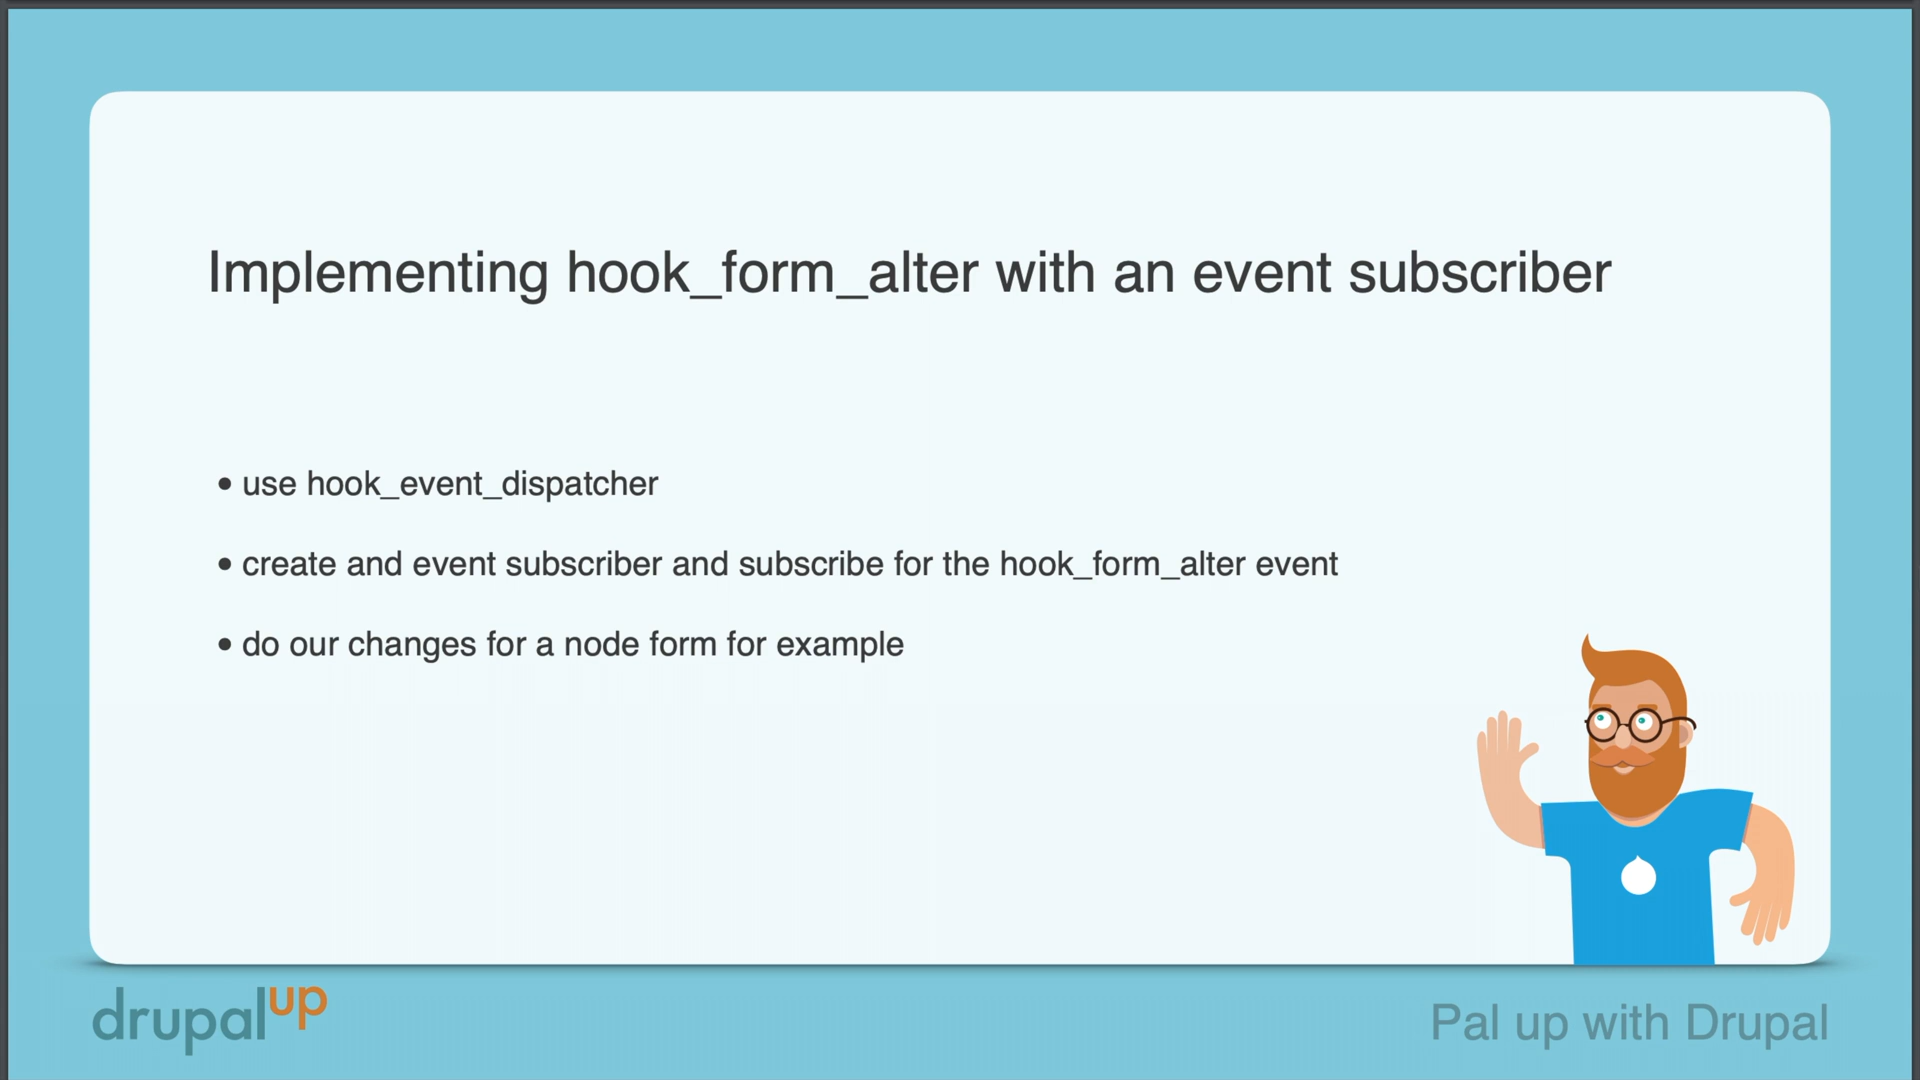 Implementing hook_form_alter with an event subscriber
• use hook_event_dispatcher
• create and event subscriber and subscribe for the hook_form_alter event
• do our changes for a node form for example
drupalup
Pal up with Drupal